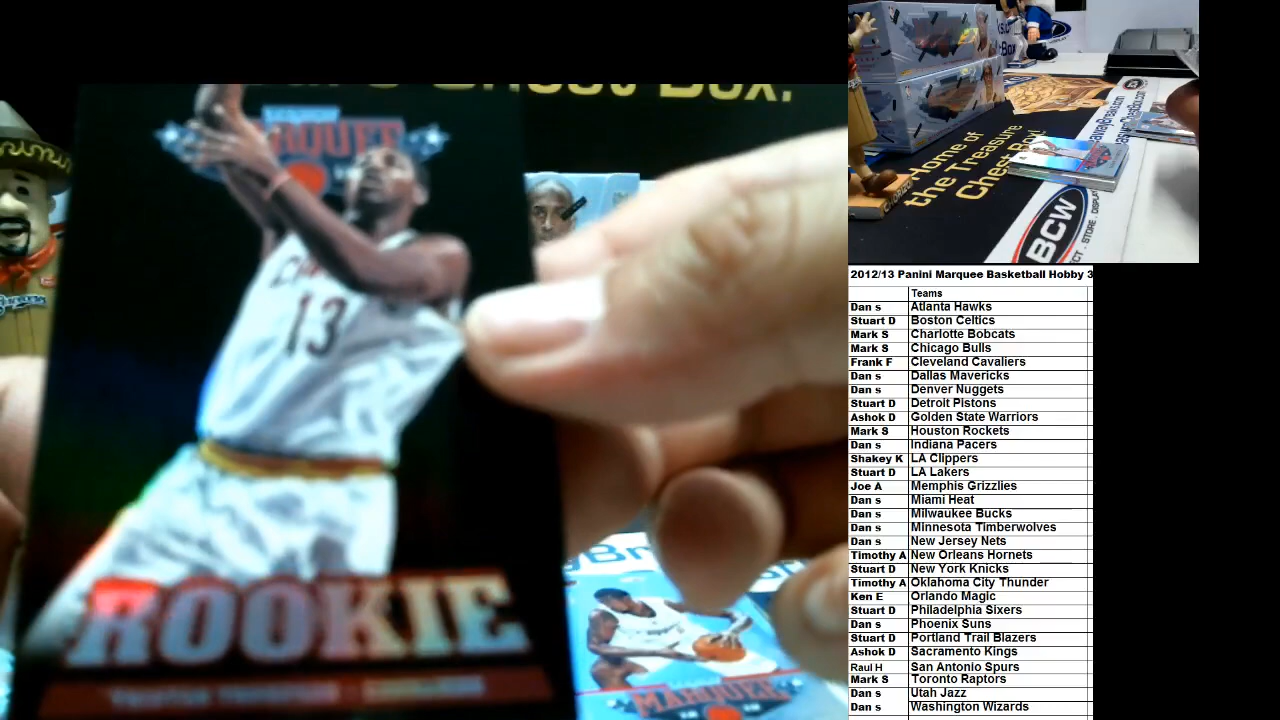 MARQUEE
13
ROOKIE
MARQUEE
Home of
the Treasure
Chest Box!
BCW
2012/13 Panini Marquee Basketball Hobby 3
Teams
Dan s Atlanta Hawks
Stuart D Boston Celtics
Mark S Charlotte Bobcats
Mark S Chicago Bulls
Frank F Cleveland Cavaliers
Dan s Dallas Mavericks
Dan s Denver Nuggets
Stuart D Detroit Pistons
Ashok D Golden State Warriors
Mark S Houston Rockets
Dan s Indiana Pacers
Shakey K LA Clippers
Stuart D LA Lakers
Joe A Memphis Grizzlies
Dan s Miami Heat
Dan s Milwaukee Bucks
Dan s Minnesota Timberwolves
Dan s New Jersey Nets
Timothy A New Orleans Hornets
Stuart D New York Knicks
Timothy A Oklahoma City Thunder
Ken E Orlando Magic
Stuart D Philadelphia Sixers
Dan s Phoenix Suns
Stuart D Portland Trail Blazers
Ashok D Sacramento Kings
Raul H San Antonio Spurs
Mark S Toronto Raptors
Dan s Utah Jazz
Dan s Washington Wizards